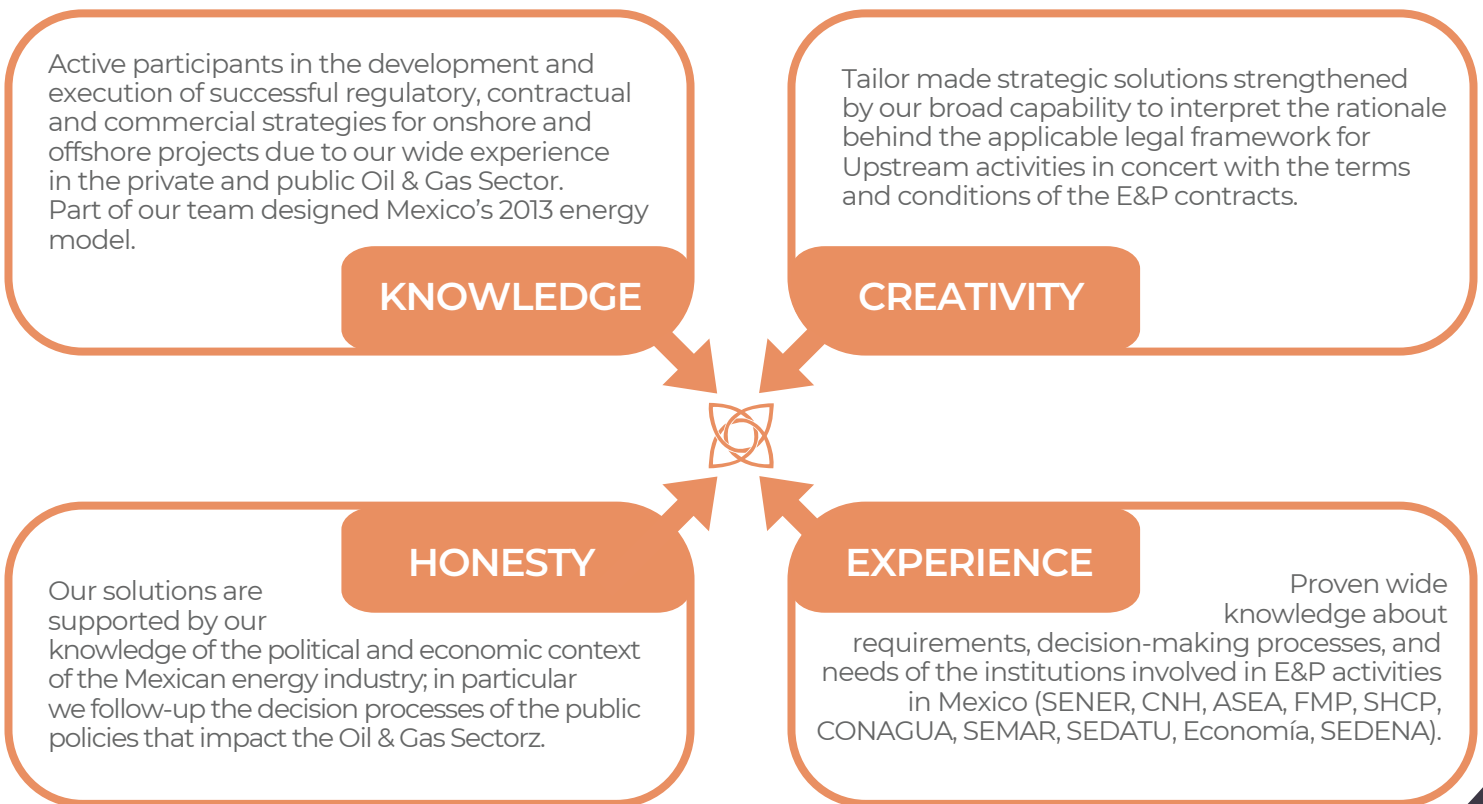 Active participants in the development and
execution of successful regulatory, contractual
and commercial strategies for onshore and
offshore projects due to our wide experience
in the private and public Oil & Gas Sector.
Part of our team designed Mexico’s 2013 energy
model.
KNOWLEDGE
Tailor made strategic solutions strengthened
by our broad capability to interpret the rationale
behind the applicable legal framework for
Upstream activities in concert with the terms
and conditions of the E&P contracts.
CREATIVITY
HONESTY
Our solutions are
supported by our
knowledge of the political and economic context
of the Mexican energy industry; in particular
we follow-up the decision processes of the public
policies that impact the Oil & Gas Sectorz.
EXPERIENCE
Proven wide
knowledge about
requirements, decision-making processes, and
needs of the institutions involved in E&P activities
in Mexico (SENER, CNH, ASEA, FMP, SHCP,
CONAGUA, SEMAR, SEDATU, Economía, SEDENA).